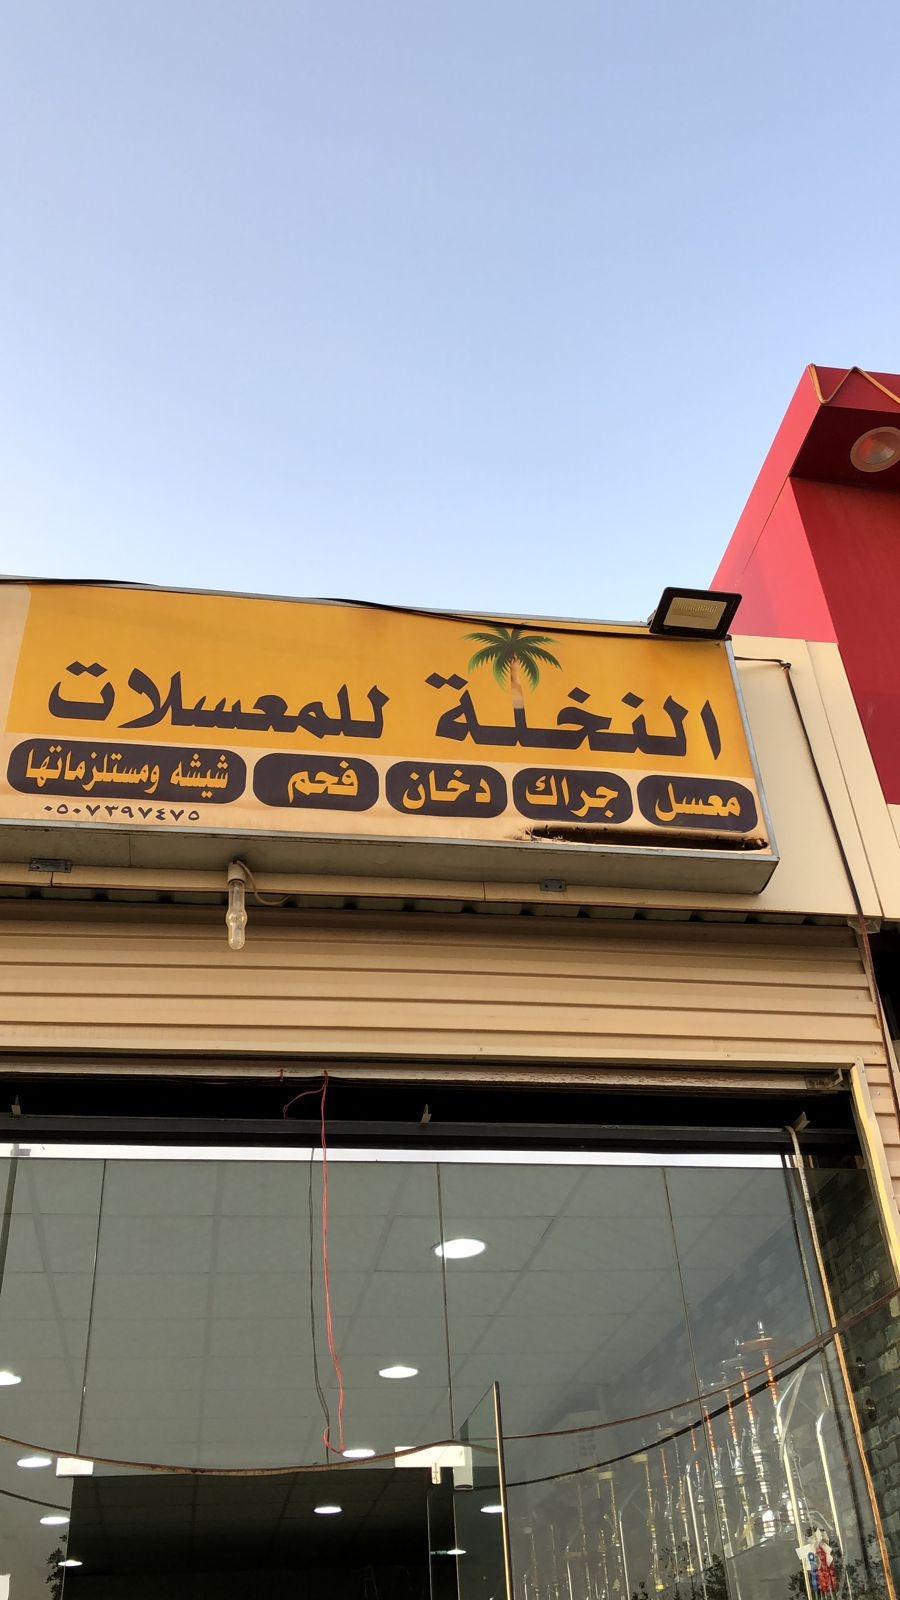 النخلة للمعسلات
معسل جراك دخان فحم شيشه ومستلزماتها
٠٥٠٧٣٩٧٤٧٥